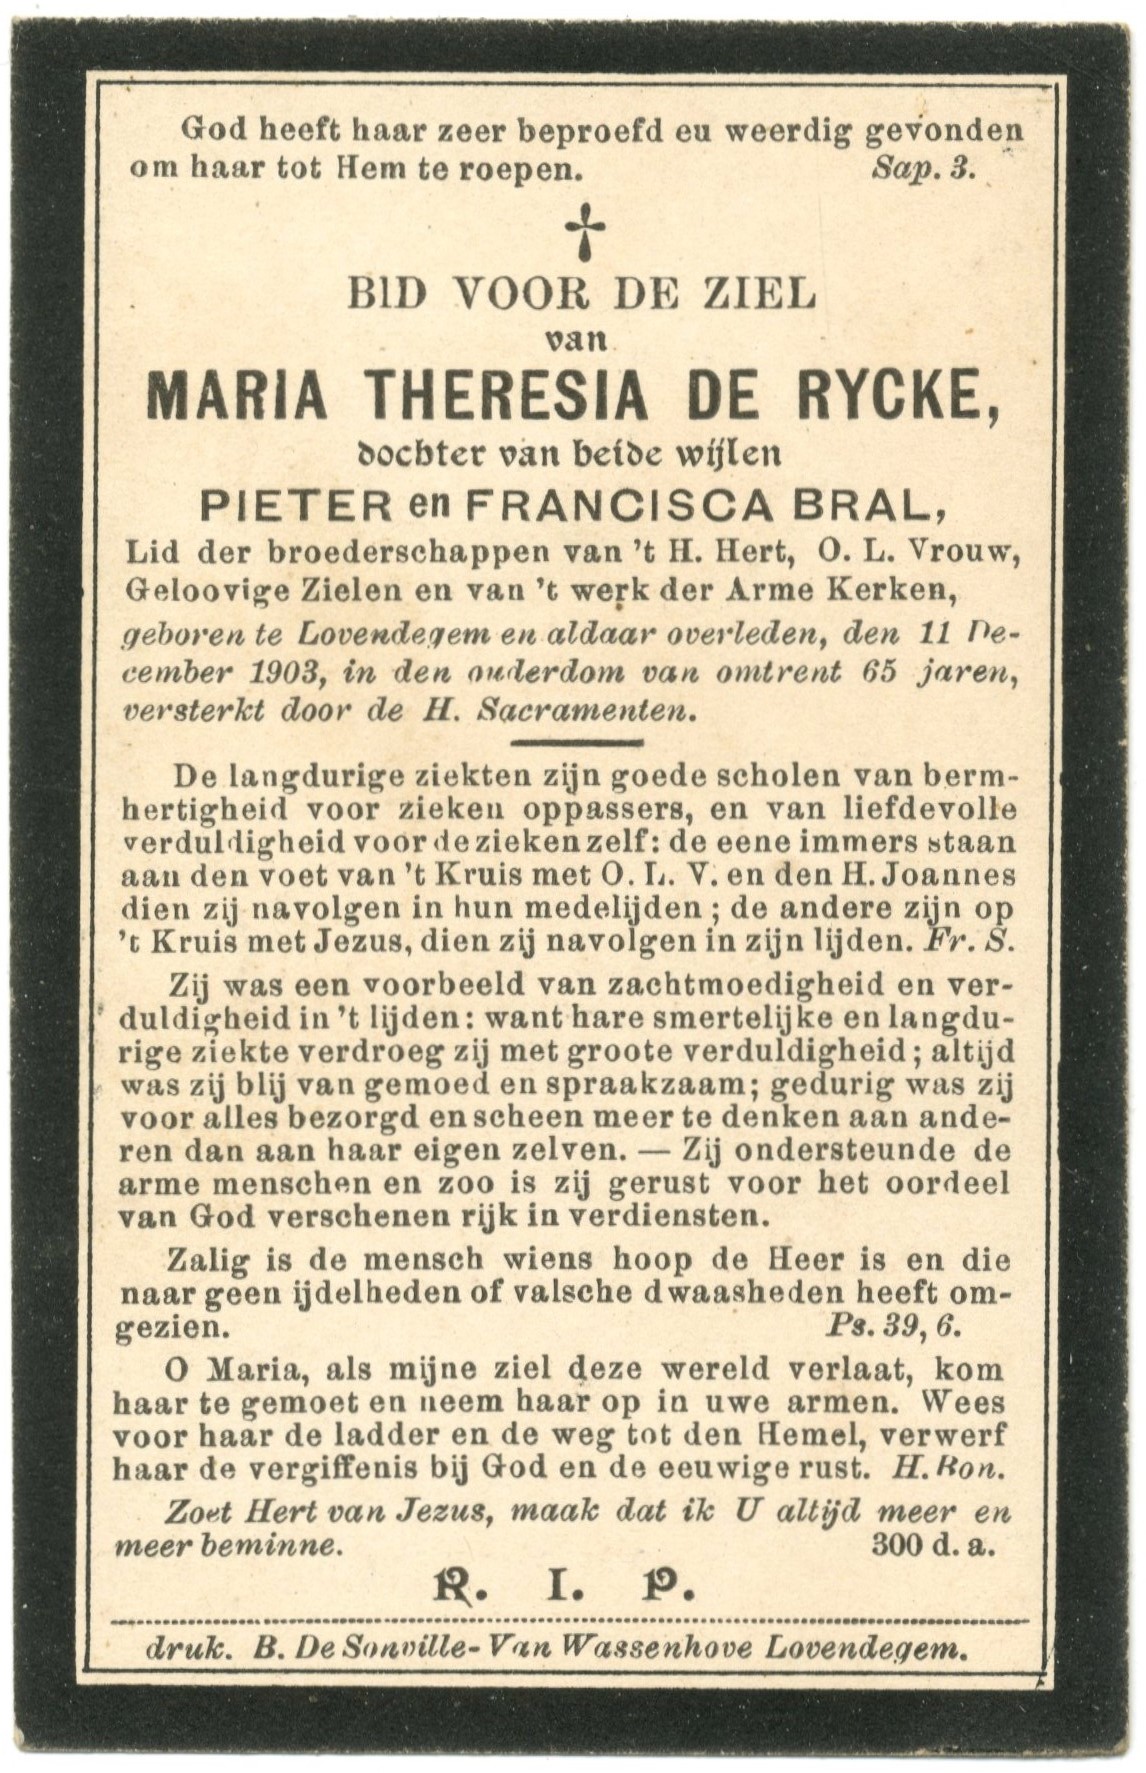 God heeft haar zeer beproefd eu weerdig gevonden
om haar tot Hem te roepen. Sap. 3.
BID VOOR DE ZIEL
van
MARIA THERESIA DE RYCKE,
dochter van beide wijlen
PIETER en FRANCISCA BRAL,
Lid der broederschappen van 't H. Hert, O. L. Vrouw,
Geloovige Zielen en van 't werk der Arme Kerken,
geboren te Lovendegem en aldaar overleden, den 11 De-
cember 1903, in den ouderdom van omtrent 65 jaren,
versterkt door de H. Sacramenten.
De langdurige ziekten zijn goede scholen van berm-
hertigheid voor zieken oppassers, en van liefdevolle
verduldigheid voor de zieken zelf: de eene immers staan
aan den voet van 't Kruis met O. L. V. en den H. Joannes
dien zij navolgen in hun medelijden ; de andere zijn op
't Kruis met Jezus, dien zij navolgen in zijn lijden. Fr. S.
Zij was een voorbeeld van zachtmoedigheid en ver-
duldigheid in 't lijden : want hare smertelijke en langdu-
rige ziekte verdroeg zij met groote verduldigheid ; altijd
was zij blij van gemoed en spraakzaam; gedurig was zij
voor alles bezorgd en scheen meer te denken aan ande-
ren dan aan haar eigen zelven. — Zij ondersteunde de
arme menschen en zoo is zij gerust voor het oordeel
van God verschenen rijk in verdiensten.
Zalig is de mensch wiens hoop de Heer is en die
naar geen ijdelheden of valsche dwaasheden heeft om-
gezien. Ps. 39, 6.
O Maria, als mijne ziel deze wereld verlaat, kom
haar te gemoet en neem haar op in uwe armen. Wees
voor haar de ladder en de weg tot den Hemel, verwerf
haar de vergiffenis bij God en de eeuwige rust. H. Bon.
Zoet Hert van Jezus, maak dat ik U altijd meer en
meer beminne. 300 d. a.
R. I. P.
druk. B. De Sonville-Van Wassenhove Lovendegem.